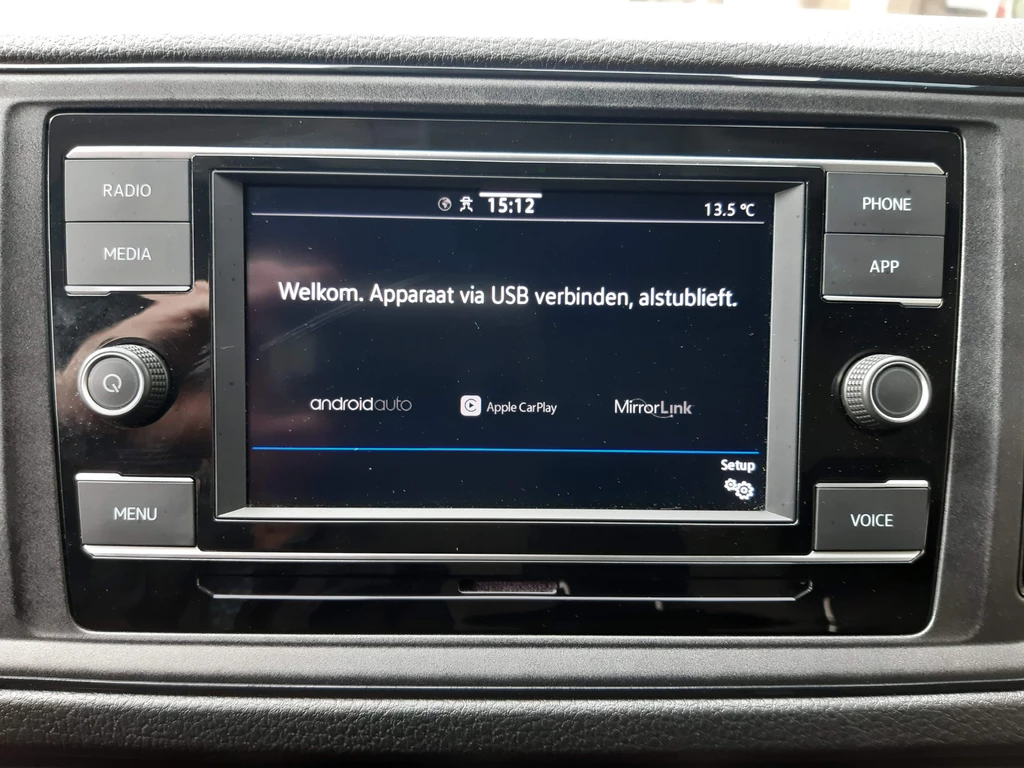 RADIO
MEDIA
15:12
13.5 °C
PHONE
APP
Welkom. Apparaat via USB verbinden, alstublieft.
androidauto
Apple CarPlay
MirrorLink
Setup
MENU
VOICE